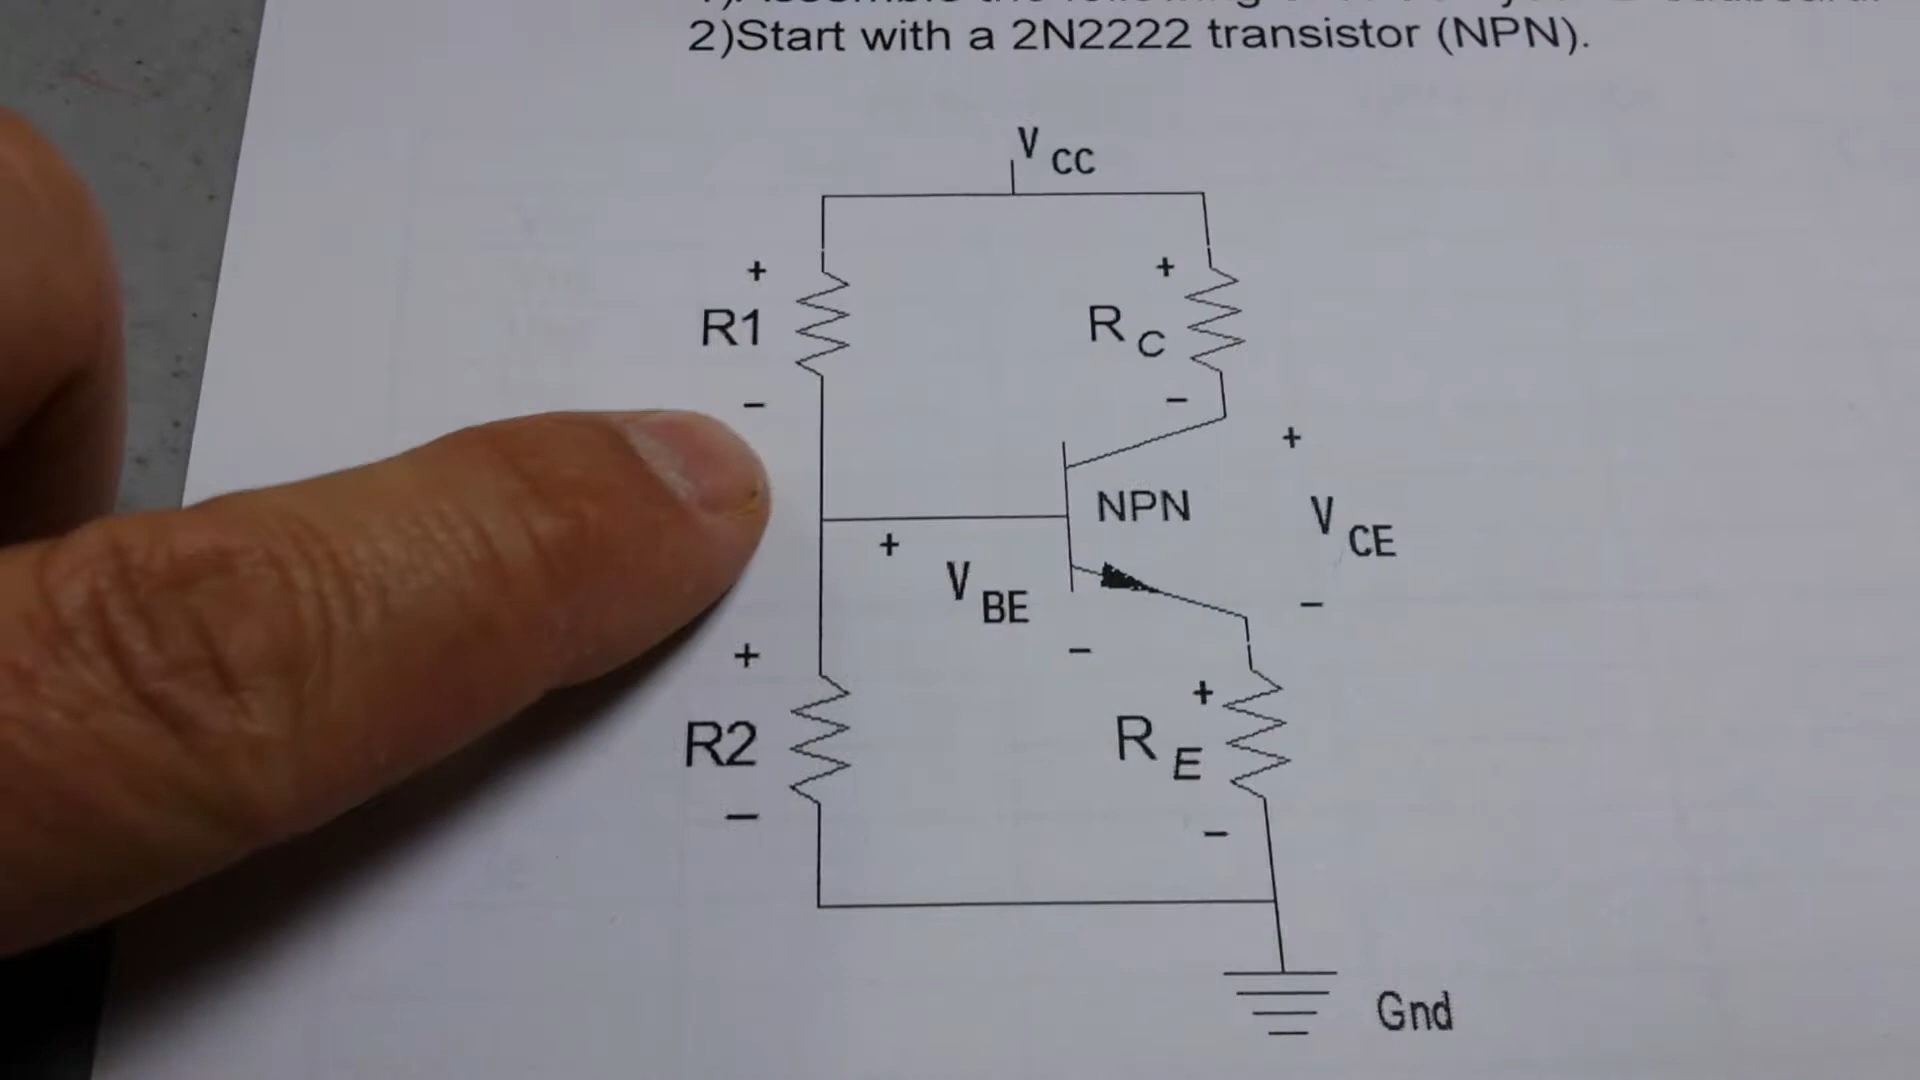 2)Start with a 2N2222 transistor (NPN).
V CC
+ +
R1 R C
- -
+
NPN
V CE
+
V BE
-
-
+ +
R2 R E
- -
Gnd